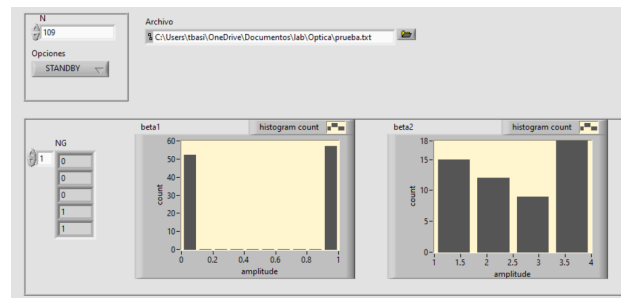 N
109
Opciones
STANDBY
Archivo
C:\Users\tbasi\OneDrive\Documentos\lab\Optica\prueba.txt
NG
1
0
0
0
1
1
beta1
histogram count
60
50
40
30
20
10
0
count
0 0.2 0.4 0.6 0.8 1
amplitude
beta2
histogram count
18
15
10
5
0
count
1 1.5 2 2.5 3 3.5 4
amplitude